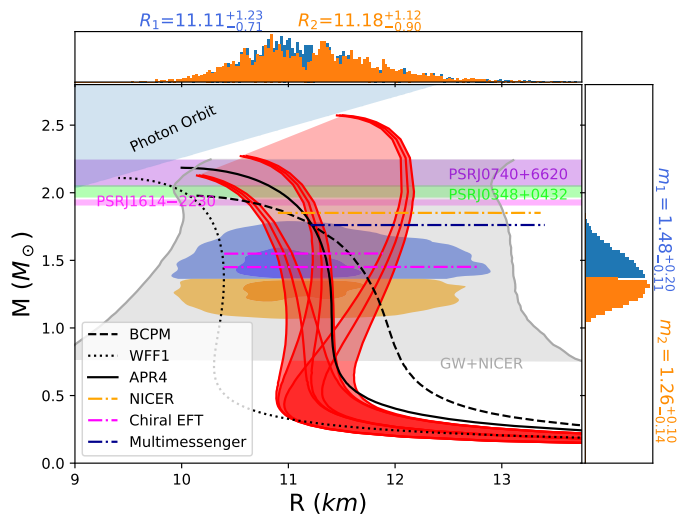 R₁=11.11⁺¹·²³₋₀.₇₁ R₂=11.18⁺¹·¹²₋₀.₉₀
Photon Orbit
PSRJ0740+6620
PSRJ0348+0432
PSRJ1614−2230
GW+NICER
BCPM
WFF1
APR4
NICER
Chiral EFT
Multimessenger
M (M⊙)
2.5
2.0
1.5
1.0
0.5
0.0
9 10 11 12 13
R (km)
m₁ = 1.48⁺⁰·²⁰₋₀.₁₁
m₂ = 1.26⁺⁰·¹⁰₋₀.₁₄